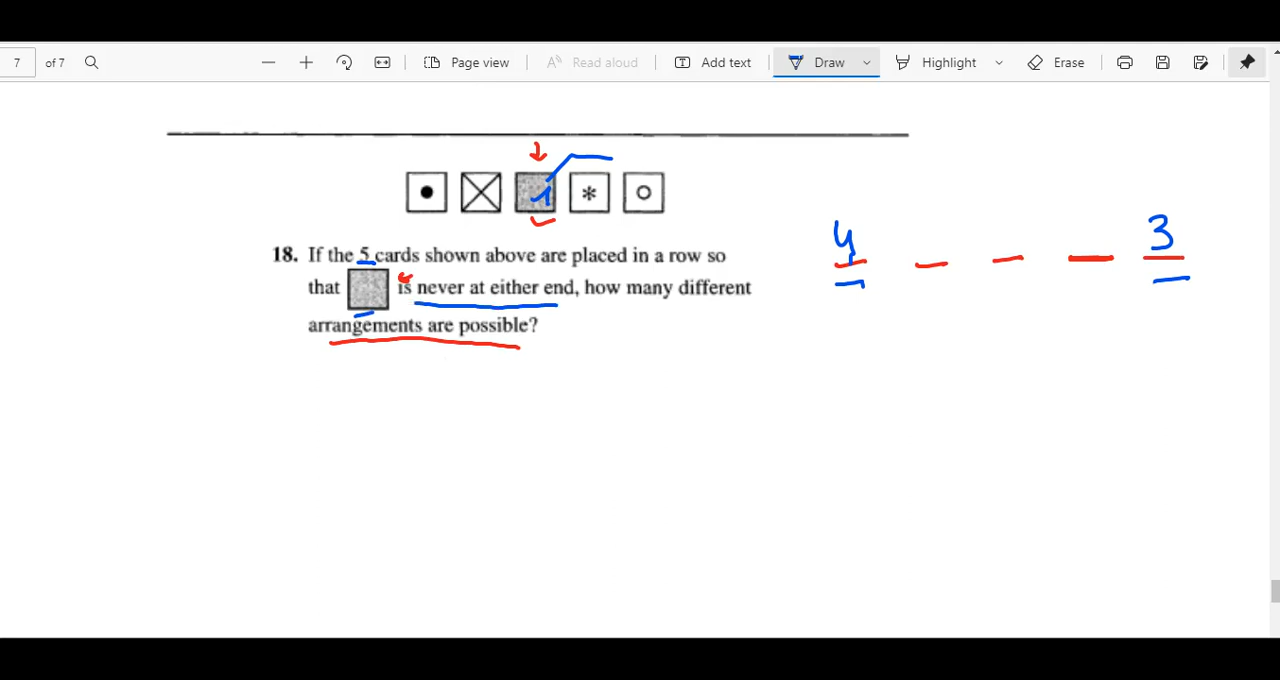 7 of 7 Page view Read aloud Add text Draw Highlight Erase
1
*
18. If the 5 cards shown above are placed in a row so
that is never at either end, how many different
arrangements are possible?
4 3